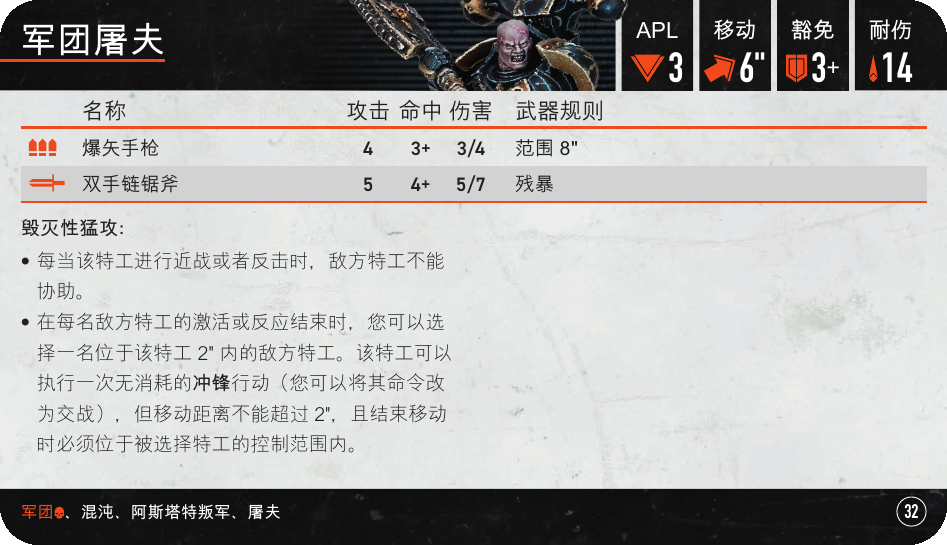 军团屠夫
APL
3
移动
6"
豁免
3+
耐伤
14
名称 攻击 命中 伤害 武器规则
爆矢手枪 4 3+ 3/4 范围 8"
双手链锯斧 5 4+ 5/7 残暴
毁灭性猛攻:
• 每当该特工进行近战或者反击时，敌方特工不能
协助。
• 在每名敌方特工的激活或反应结束时，您可以选
择一名位于该特工 2" 内的敌方特工。该特工可以
执行一次无消耗的冲锋行动（您可以将其命令改
为交战），但移动距离不能超过 2"，且结束移动
时必须位于被选择特工的控制范围内。
军团、混沌、阿斯塔特叛军、屠夫
32